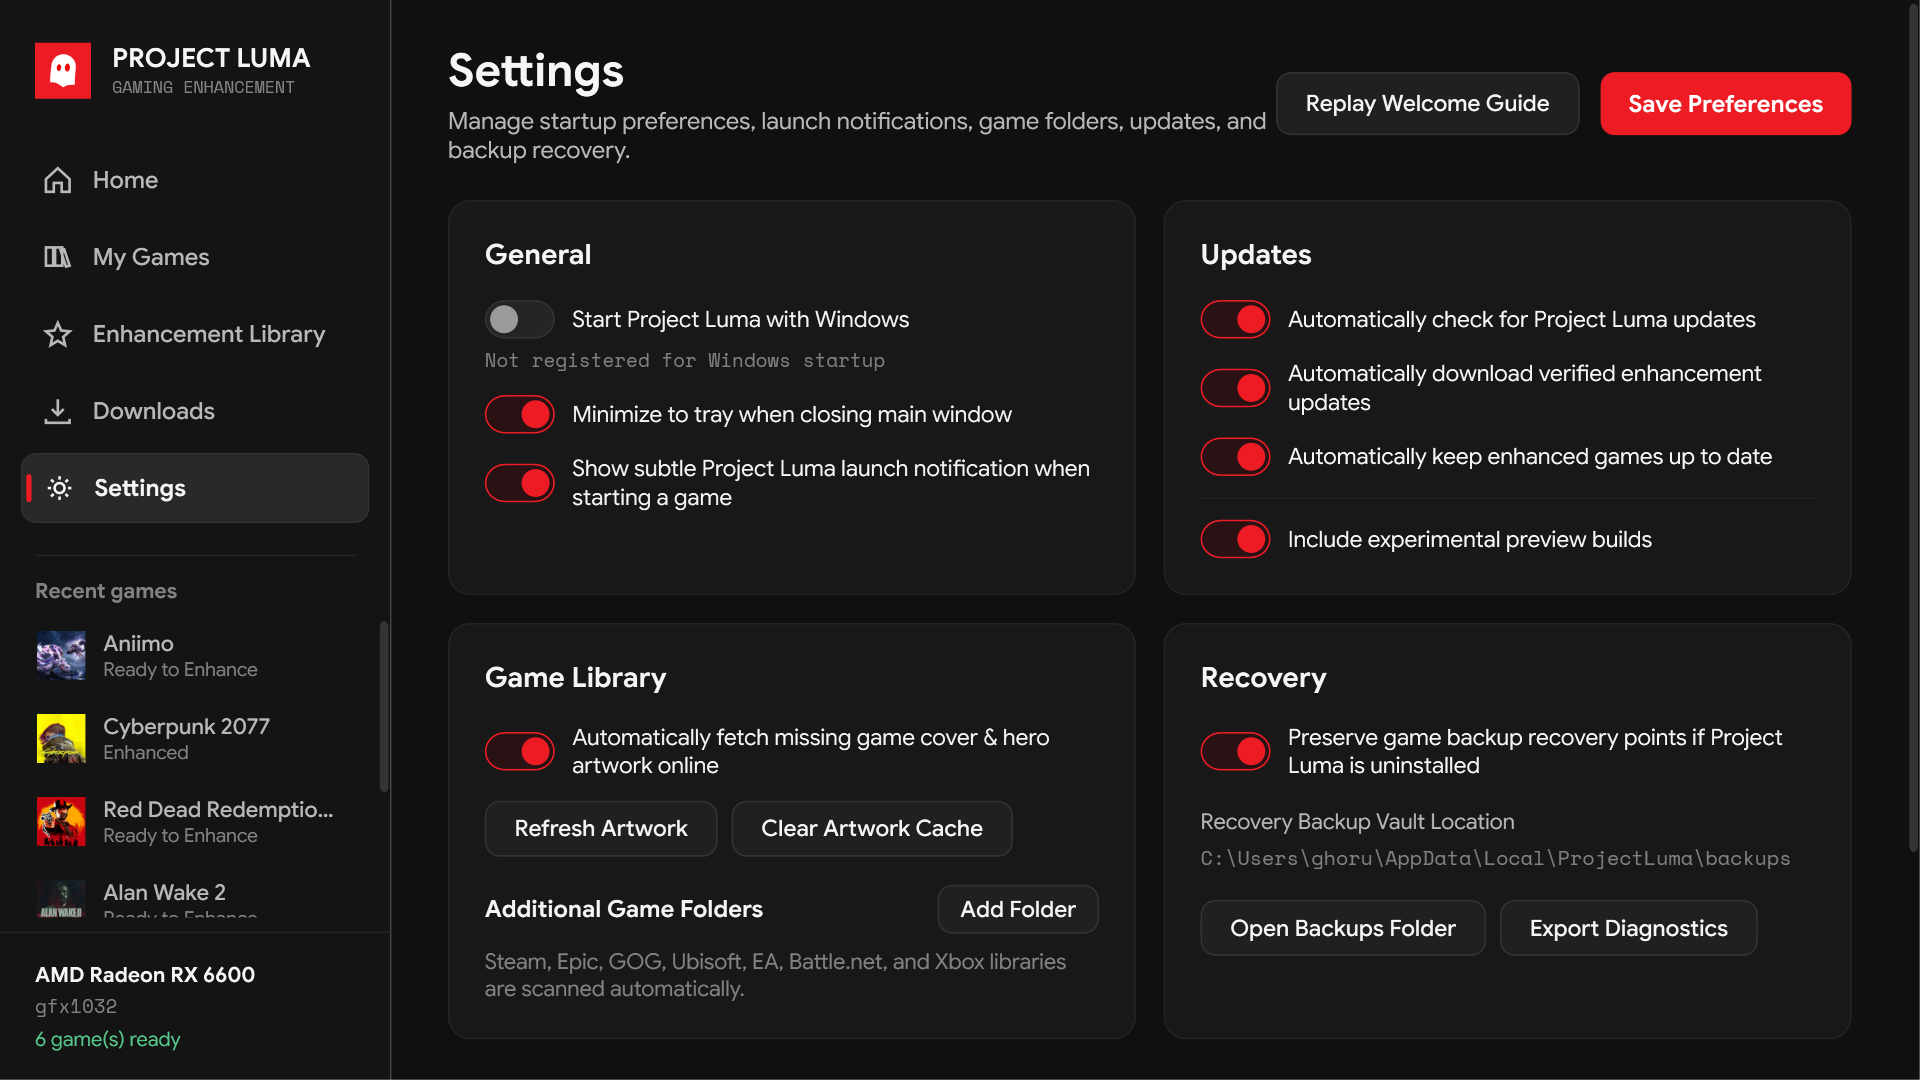 PROJECT LUMA
GAMING ENHANCEMENT
Home
My Games
Enhancement Library
Downloads
Settings
Recent games
Aniimo
Ready to Enhance
Cyberpunk 2077
Enhanced
Red Dead Redemptio...
Ready to Enhance
ALAN WAKE II
Alan Wake 2
Ready to Enhance
AMD Radeon RX 6600
gfx1032
6 game(s) ready
Settings
Manage startup preferences, launch notifications, game folders, updates, and
backup recovery.
Replay Welcome Guide
Save Preferences
General
Start Project Luma with Windows
Not registered for Windows startup
Minimize to tray when closing main window
Show subtle Project Luma launch notification when
starting a game
Updates
Automatically check for Project Luma updates
Automatically download verified enhancement
updates
Automatically keep enhanced games up to date
Include experimental preview builds
Game Library
Automatically fetch missing game cover & hero
artwork online
Refresh Artwork
Clear Artwork Cache
Additional Game Folders
Add Folder
Steam, Epic, GOG, Ubisoft, EA, Battle.net, and Xbox libraries
are scanned automatically.
Recovery
Preserve game backup recovery points if Project
Luma is uninstalled
Recovery Backup Vault Location
C:\Users\ghoru\AppData\Local\ProjectLuma\backups
Open Backups Folder
Export Diagnostics